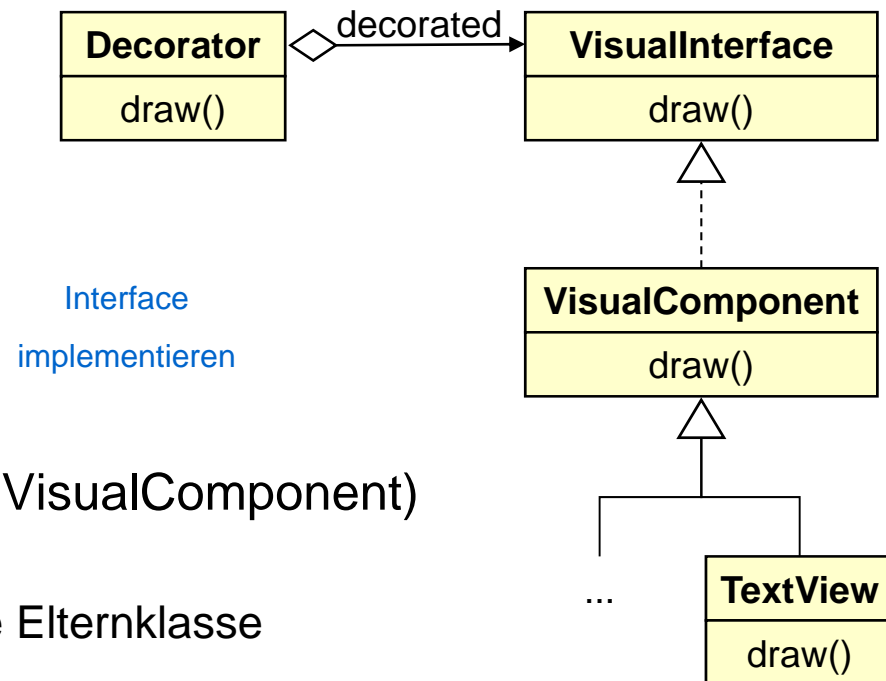 Decorator
decorated
VisualInterface
draw()
draw()
Interface
implementieren
VisualComponent
draw()
VisualComponent)
...
TextView
Elternklasse
draw()